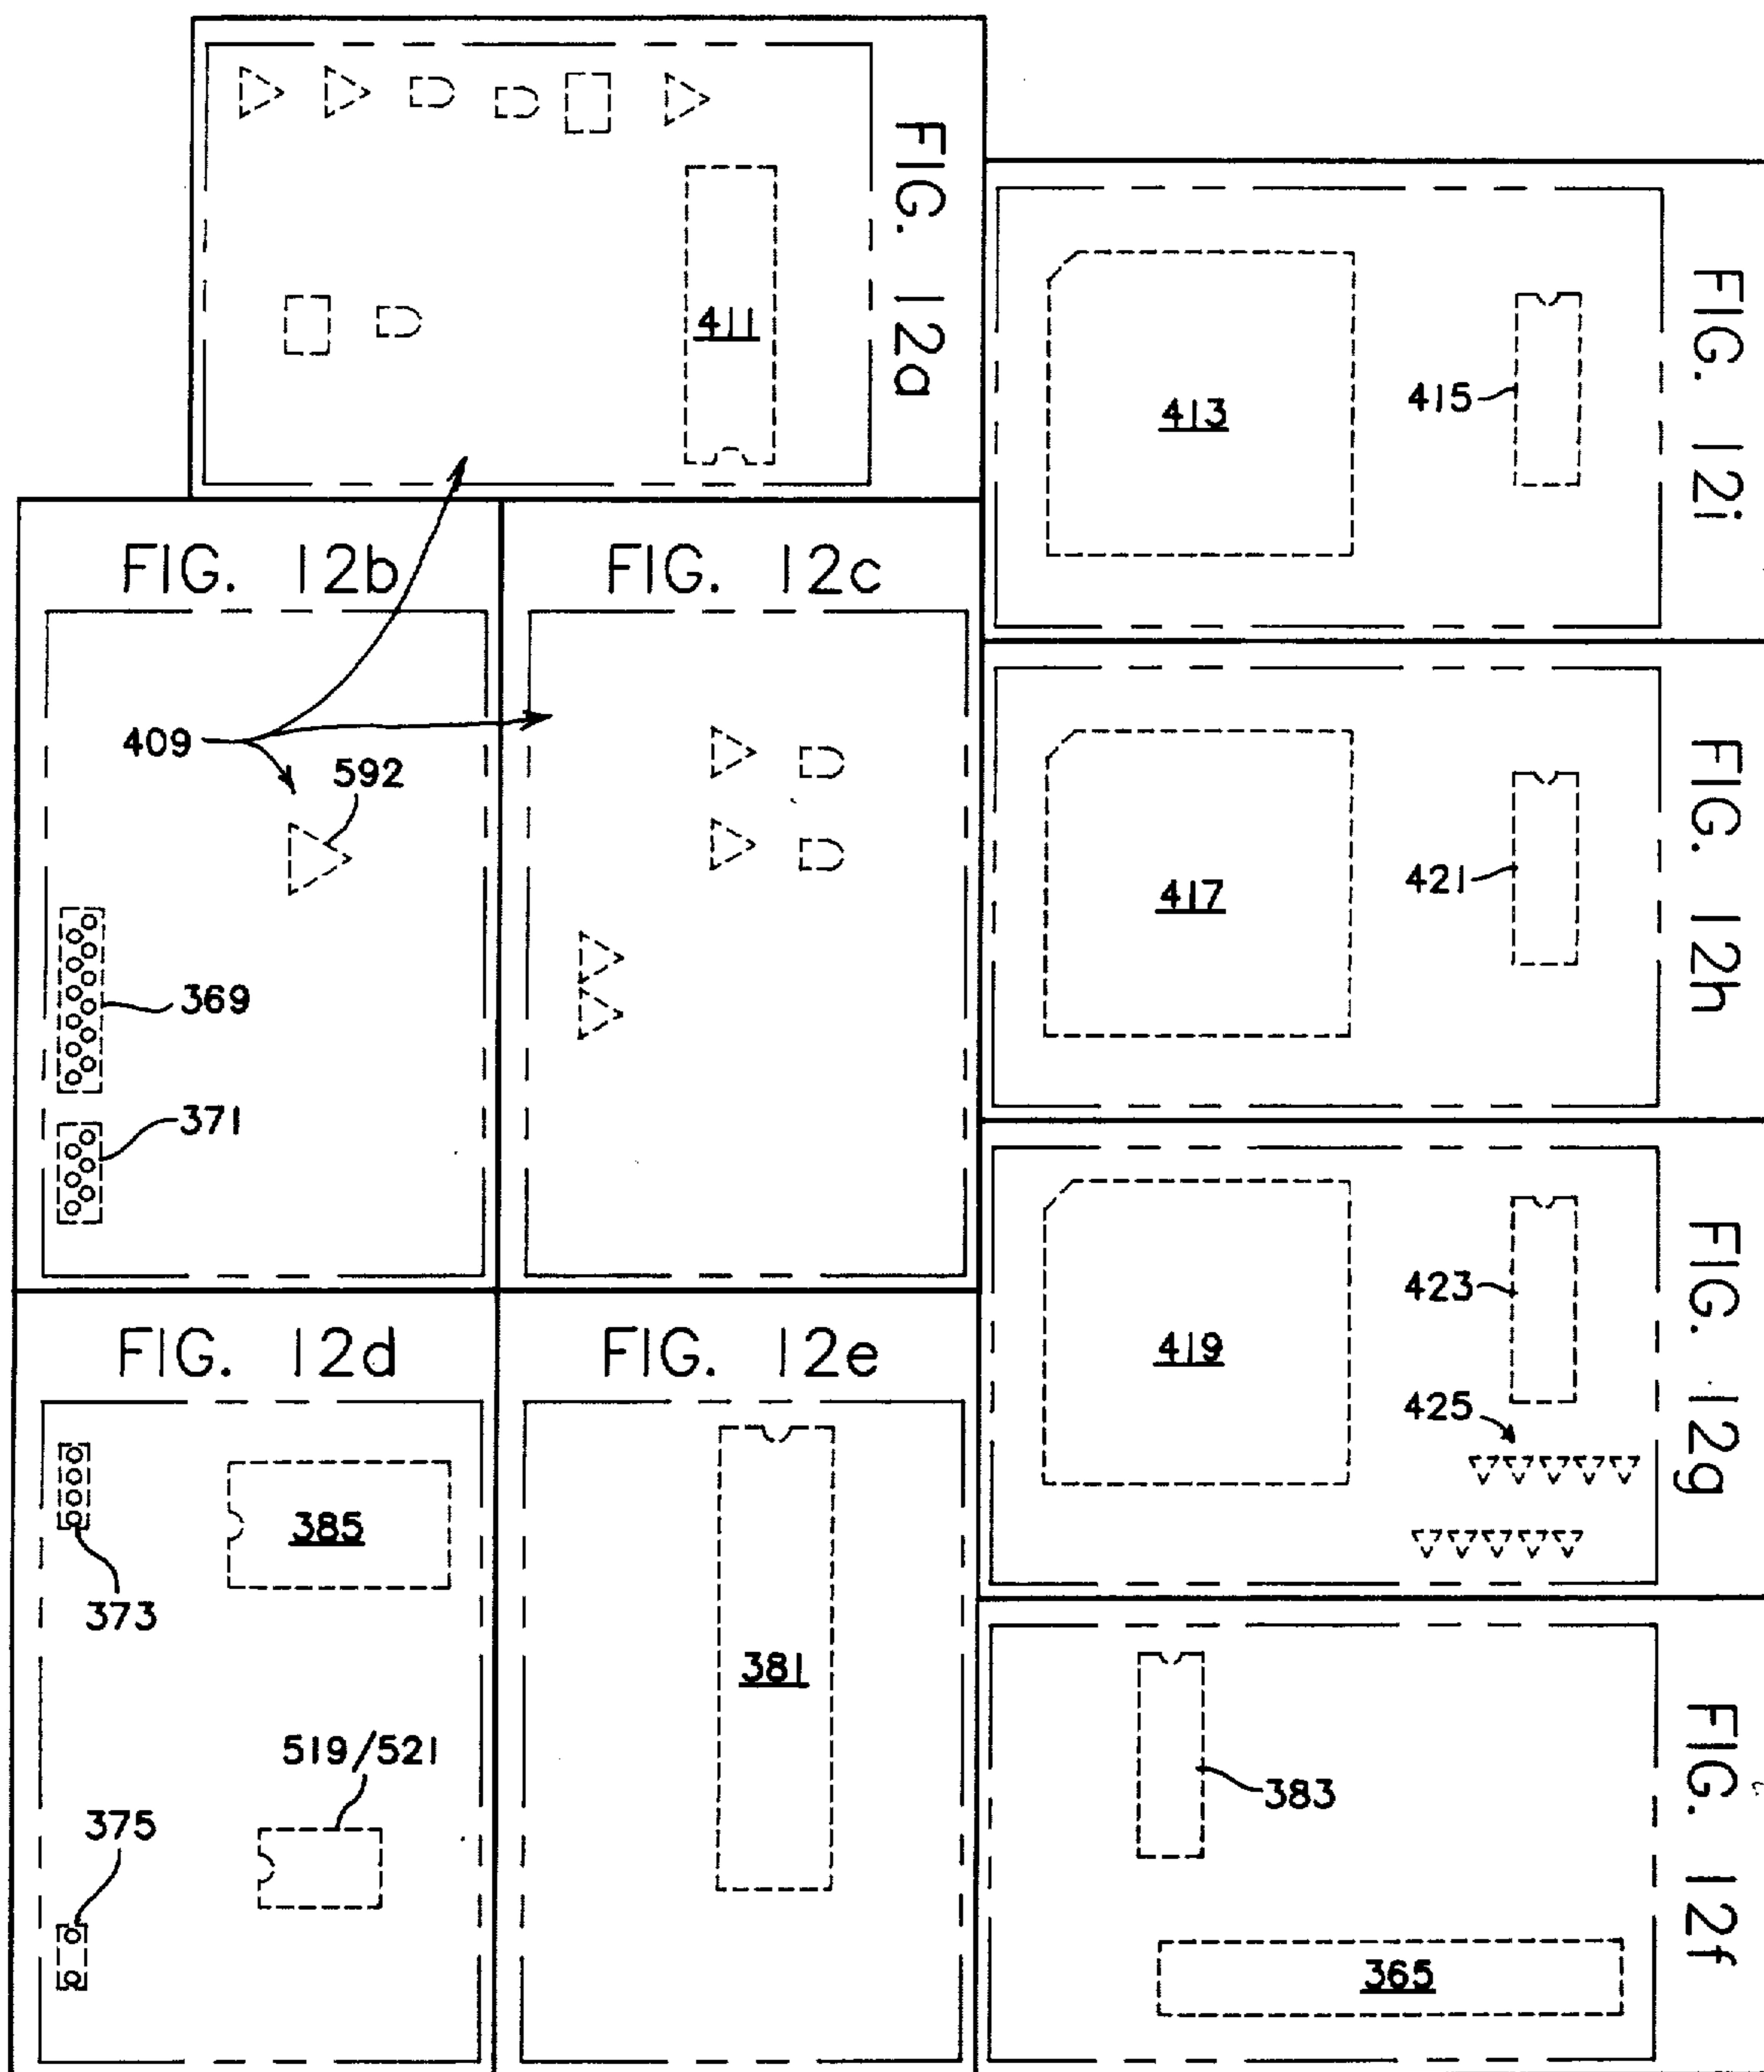 FIG. 12a
411
FIG. 12i
413
415
FIG. 12b
409
592
369
371
FIG. 12c
FIG. 12h
417
421
FIG. 12g
419
423
425
FIG. 12d
373
385
519/521
375
FIG. 12e
381
FIG. 12f
383
365